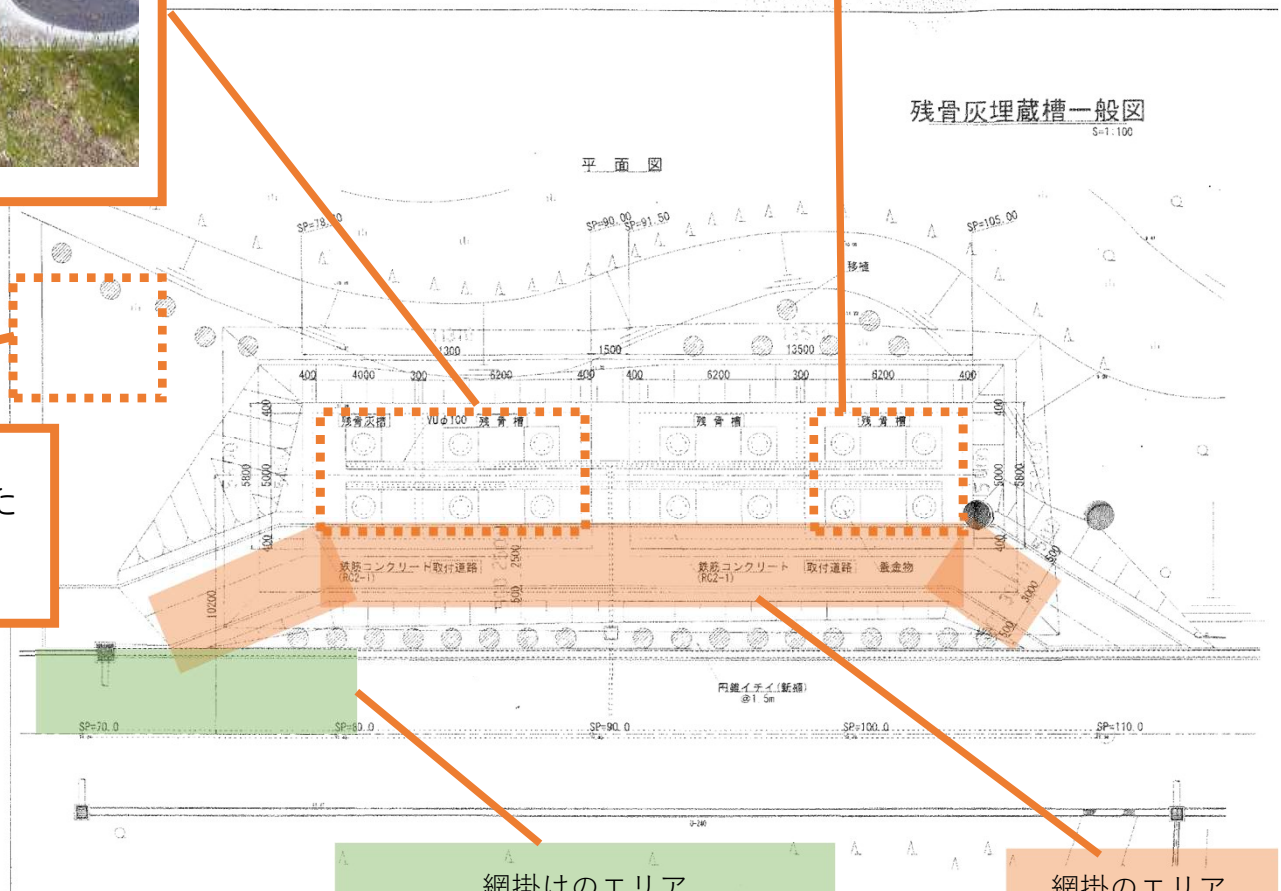 残骨灰埋蔵槽一般図
S=1:100
平 面 図
SP=90.00
SP=91.50
SP=105.00
移植
1500
13500
400 4000 300 6200 400 400 6200 300 6200 400
残骨灰槽 VUφ100 残骨槽 残骨槽 残骨槽
400
5800
5000
400
400
5000
5800
400
た
鉄筋コンクリート
(RC2-1)
取付道路
2500
500
鉄筋コンクリート
(RC2-1)
取付道路
10200
3000
500
円錐イチイ(新植)
@1.5m
SP=70.0 SP=80.0 SP=90.0 SP=100.0 SP=110.0
U-240
網掛けのエリア
網掛のエリア